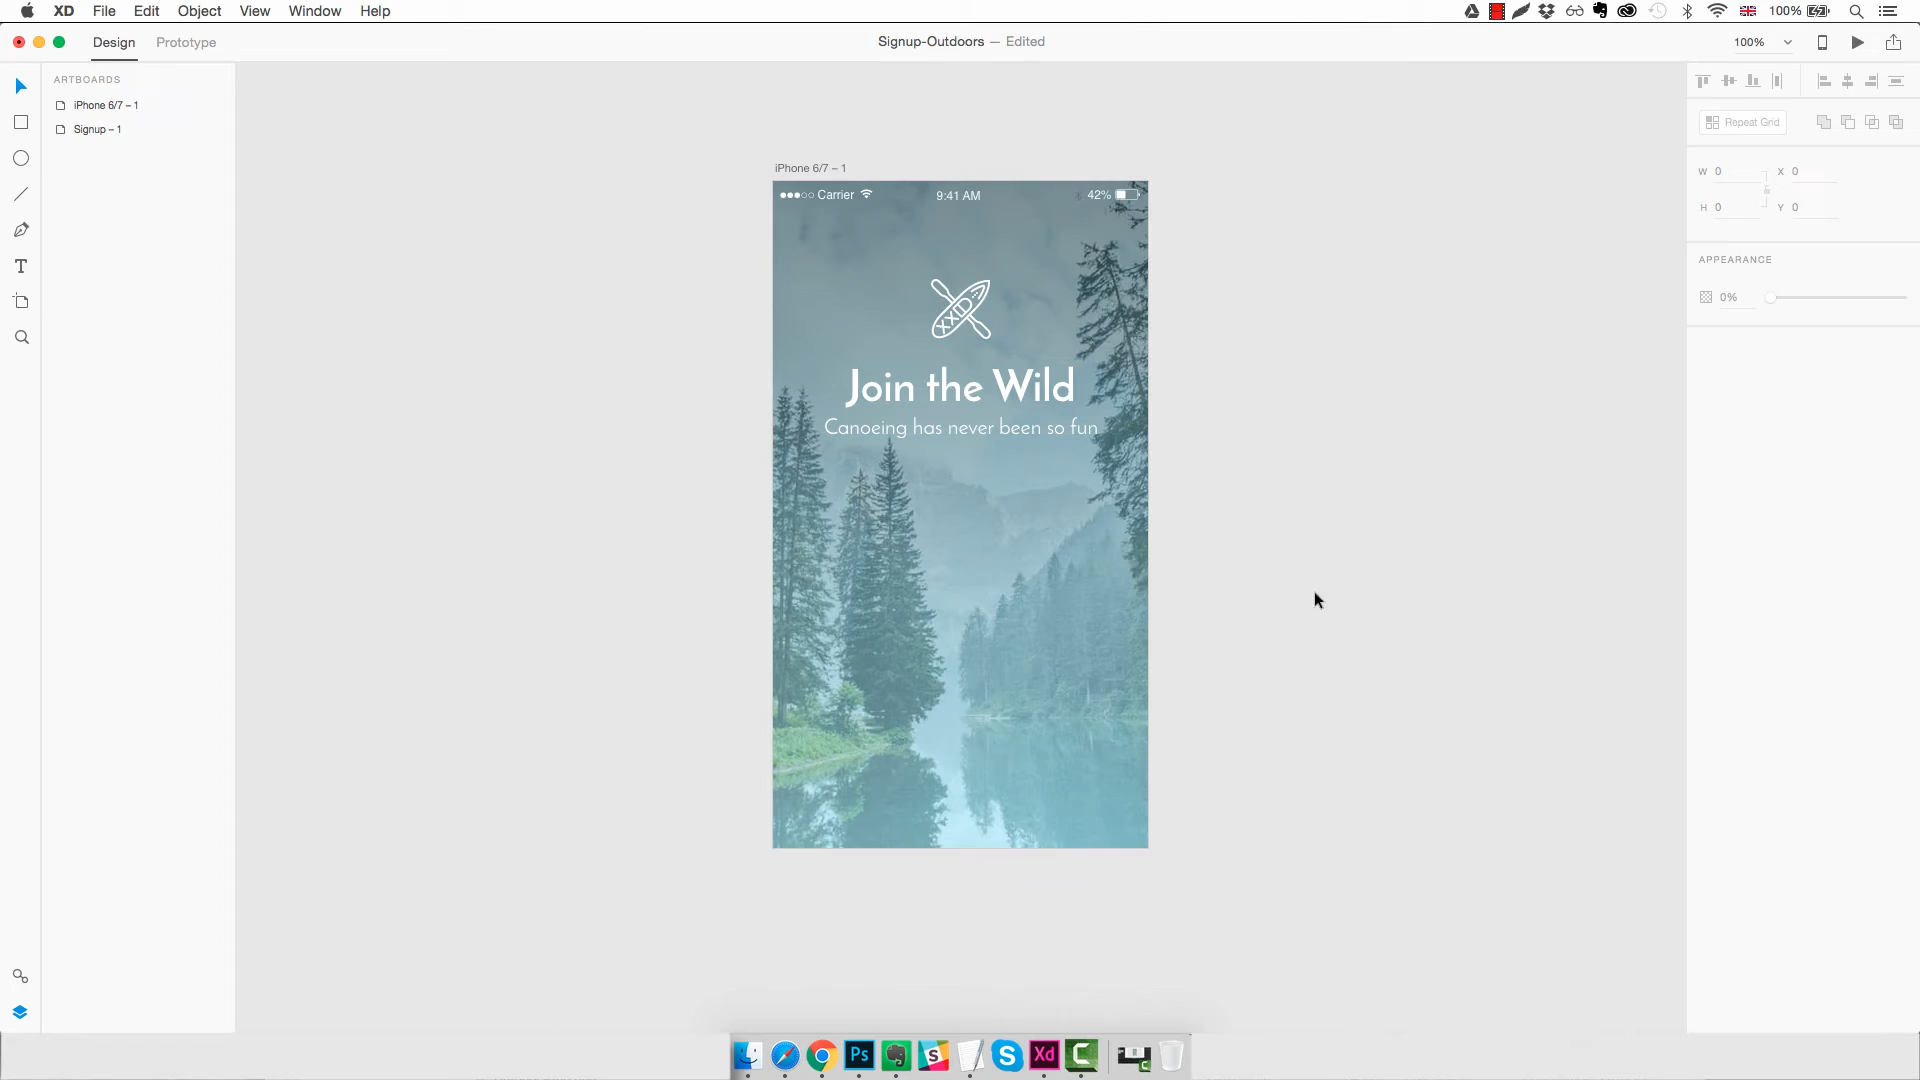 XD File Edit Object View Window Help
100%
Design Prototype
Signup-Outdoors — Edited
100%
ARTBOARDS
iPhone 6/7 – 1
Signup – 1
iPhone 6/7 – 1
Carrier 9:41 AM 42%
Join the Wild
Canoeing has never been so fun
Repeat Grid
W 0 X 0
H 0 Y 0
APPEARANCE
0%
Ps S S Xd C